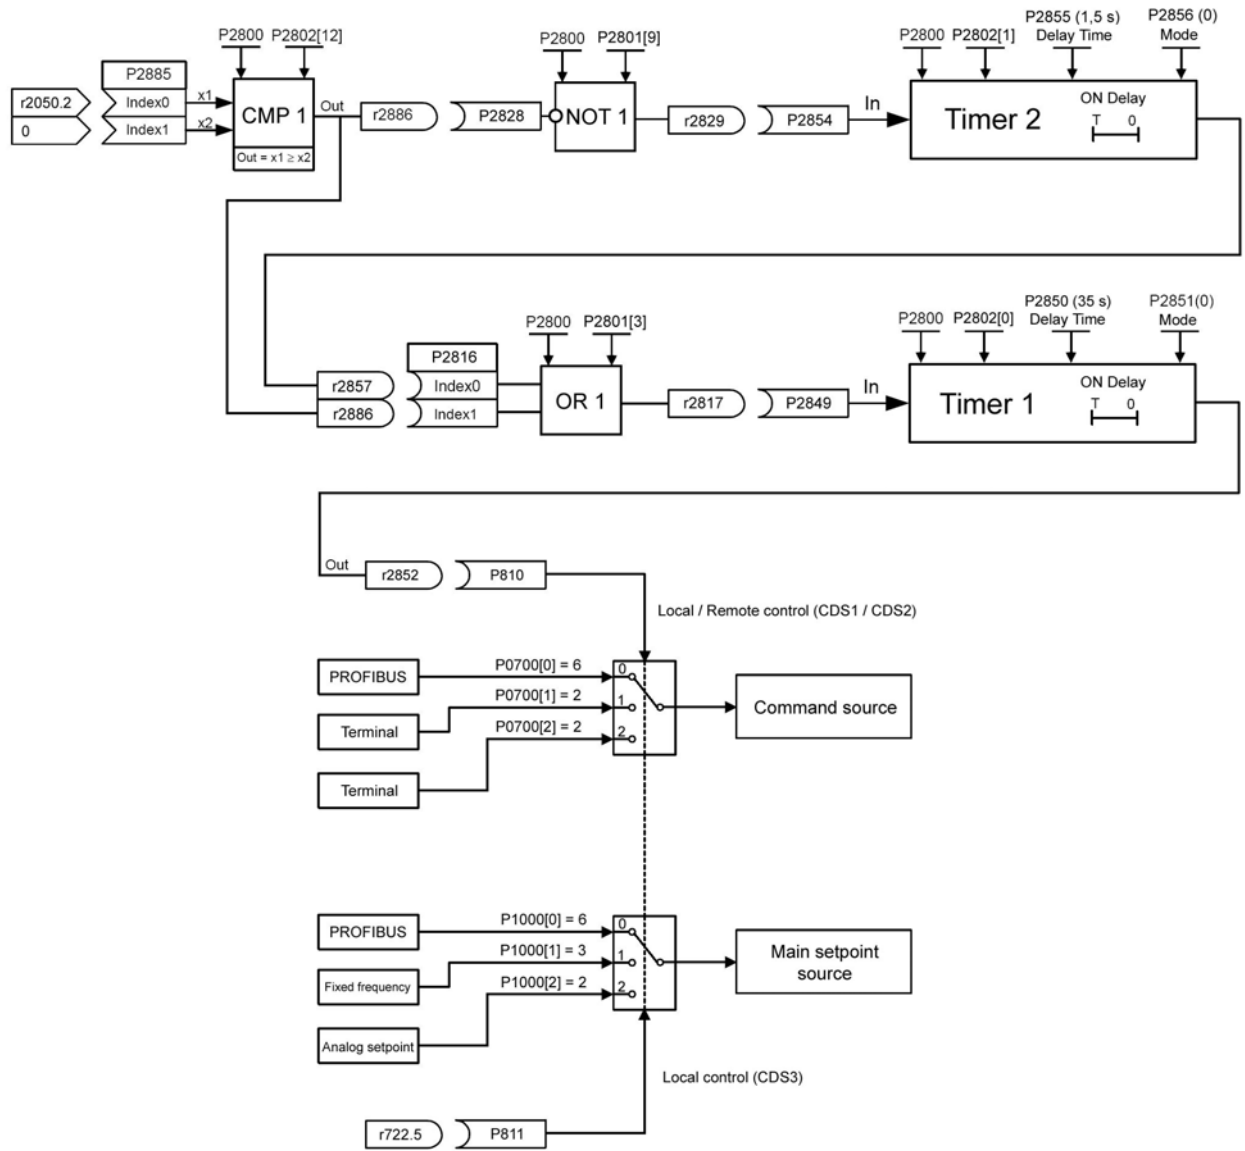 P2800 P2802[12]
P2885
r2050.2 Index0 x1
0 Index1 x2
CMP 1
Out = x1 ≥ x2
Out
r2886
P2828
P2800 P2801[9]
NOT 1
r2829
P2854
In
P2800 P2802[1]
P2855 (1,5 s)
Delay Time
P2856 (0)
Mode
Timer 2
ON Delay
T 0
r2857
r2886
P2816
Index0
Index1
P2800 P2801[3]
OR 1
r2817
P2849
In
P2800 P2802[0]
P2850 (35 s)
Delay Time
P2851(0)
Mode
Timer 1
ON Delay
T 0
Out
r2852
P810
Local / Remote control (CDS1 / CDS2)
PROFIBUS
P0700[0] = 6
0
Terminal
P0700[1] = 2
1
Terminal
P0700[2] = 2
2
Command source
PROFIBUS
P1000[0] = 6
0
Fixed frequency
P1000[1] = 3
1
Analog setpoint
P1000[2] = 2
2
Main setpoint
source
Local control (CDS3)
r722.5
P811